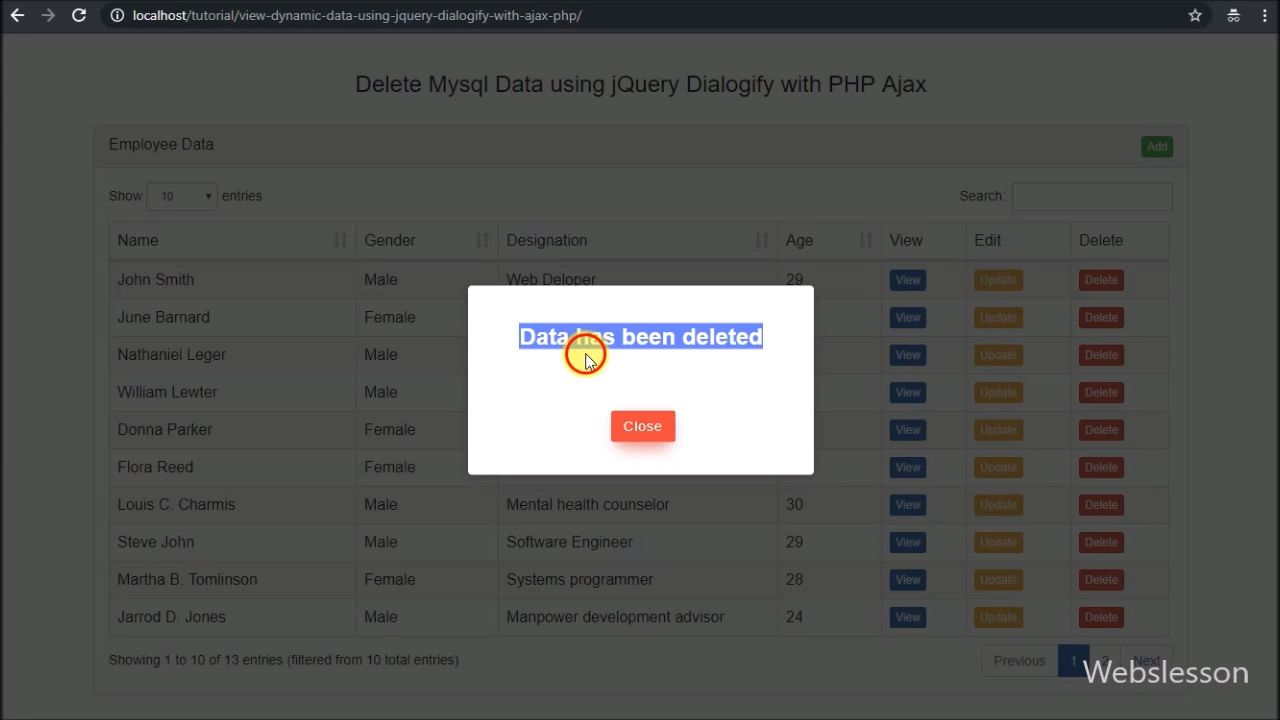 localhost/tutorial/view-dynamic-data-using-jquery-dialogify-with-ajax-php/
Delete Mysql Data using jQuery Dialogify with PHP Ajax
Employee Data Add
Show 10 entries Search:
Name Gender Designation Age View Edit Delete
John Smith Male Web Deloper 29 View Update Delete
June Barnard Female View Update Delete
Data has been deleted
Nathaniel Leger Male View Update Delete
William Lewter Male View Update Delete
Donna Parker Female View Update Delete
Close
Flora Reed Female View Update Delete
Louis C. Charmis Male Mental health counselor 30 View Update Delete
Steve John Male Software Engineer 29 View Update Delete
Martha B. Tomlinson Female Systems programmer 28 View Update Delete
Jarrod D. Jones Male Manpower development advisor 24 View Update Delete
Showing 1 to 10 of 13 entries (filtered from 10 total entries) Previous 1 2 Next
Webslesson